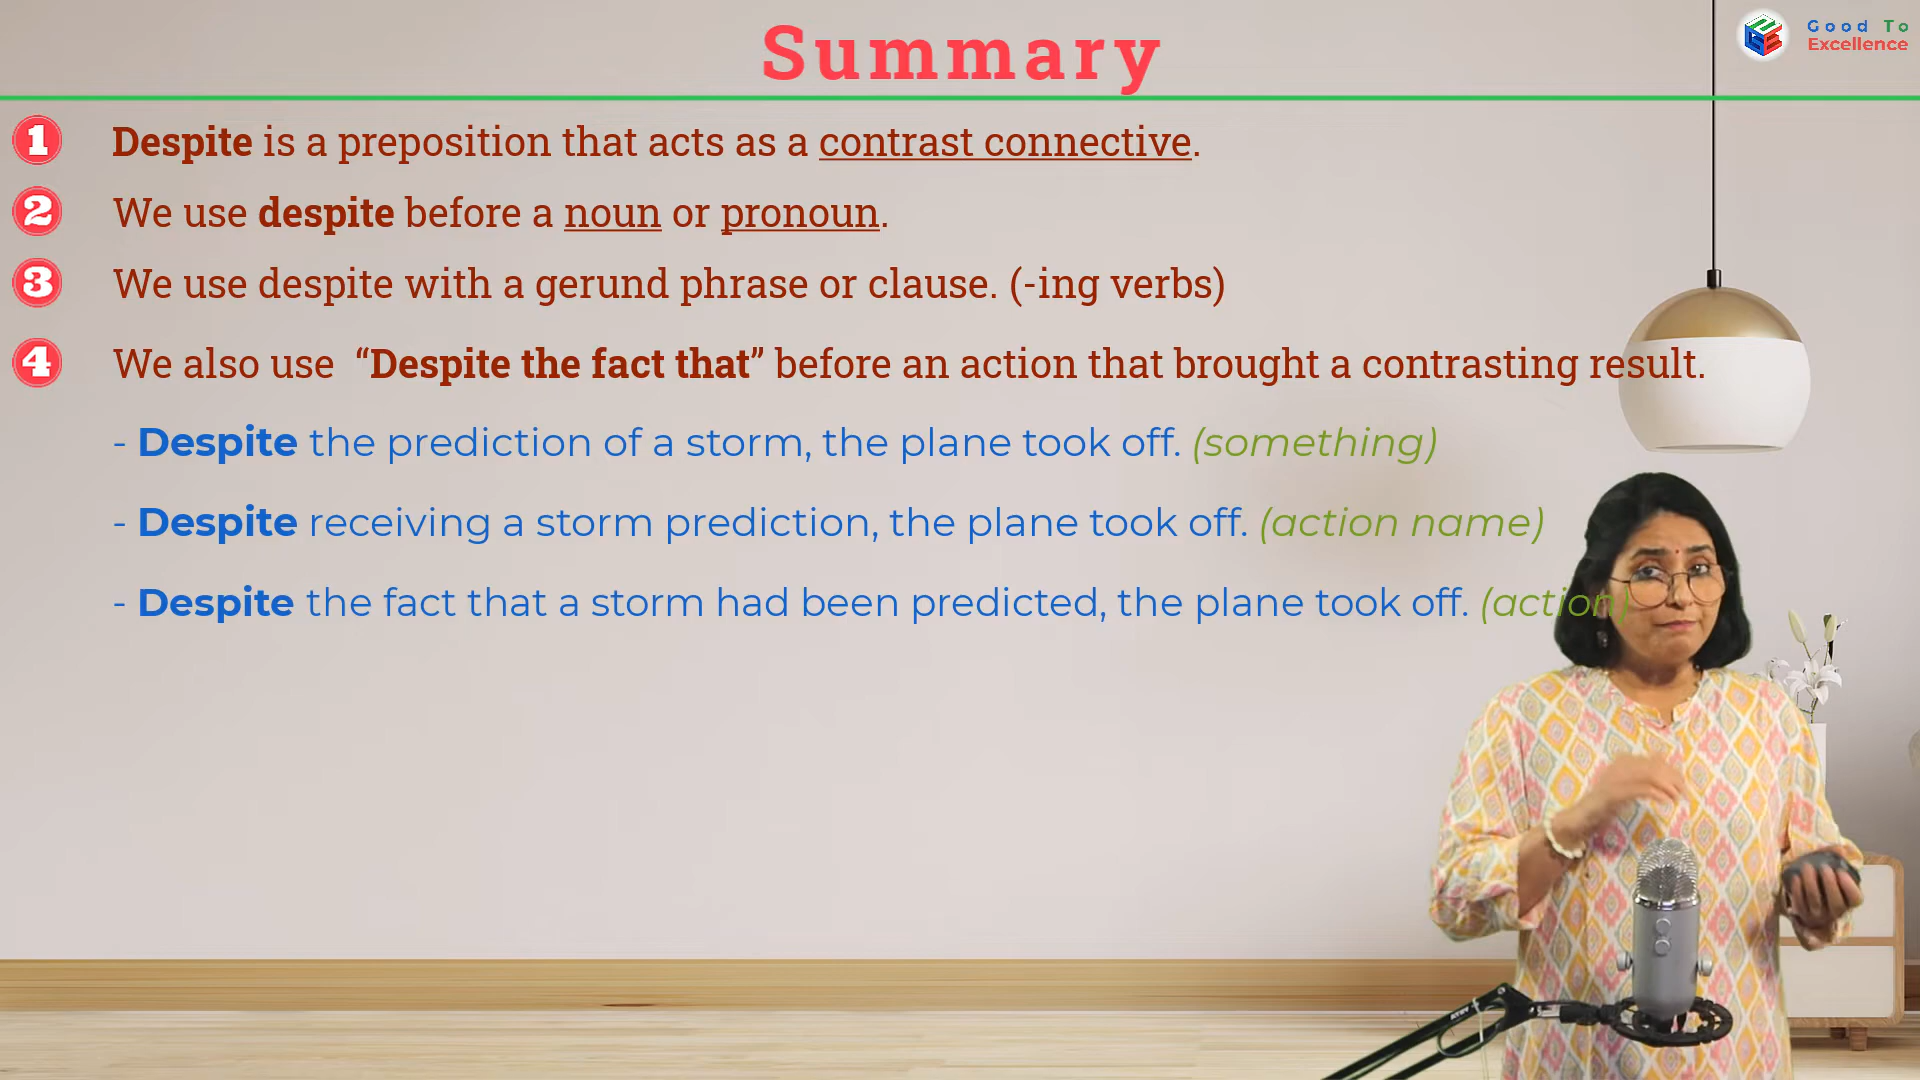 Summary
Good To
Excellence
1 Despite is a preposition that acts as a contrast connective.
2 We use despite before a noun or pronoun.
3 We use despite with a gerund phrase or clause. (-ing verbs)
4 We also use “Despite the fact that” before an action that brought a contrasting result.
- Despite the prediction of a storm, the plane took off. (something)
- Despite receiving a storm prediction, the plane took off. (action name)
- Despite the fact that a storm had been predicted, the plane took off. (action)